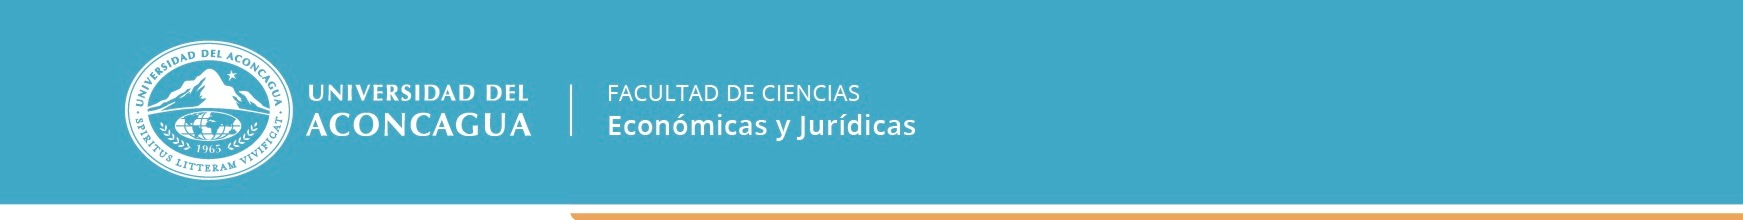 UNIVERSIDAD DEL ACONCAGUA
SPIRITUS LITTERAM VIVIFICAT
1965
UNIVERSIDAD DEL
ACONCAGUA
FACULTAD DE CIENCIAS
Económicas y Jurídicas